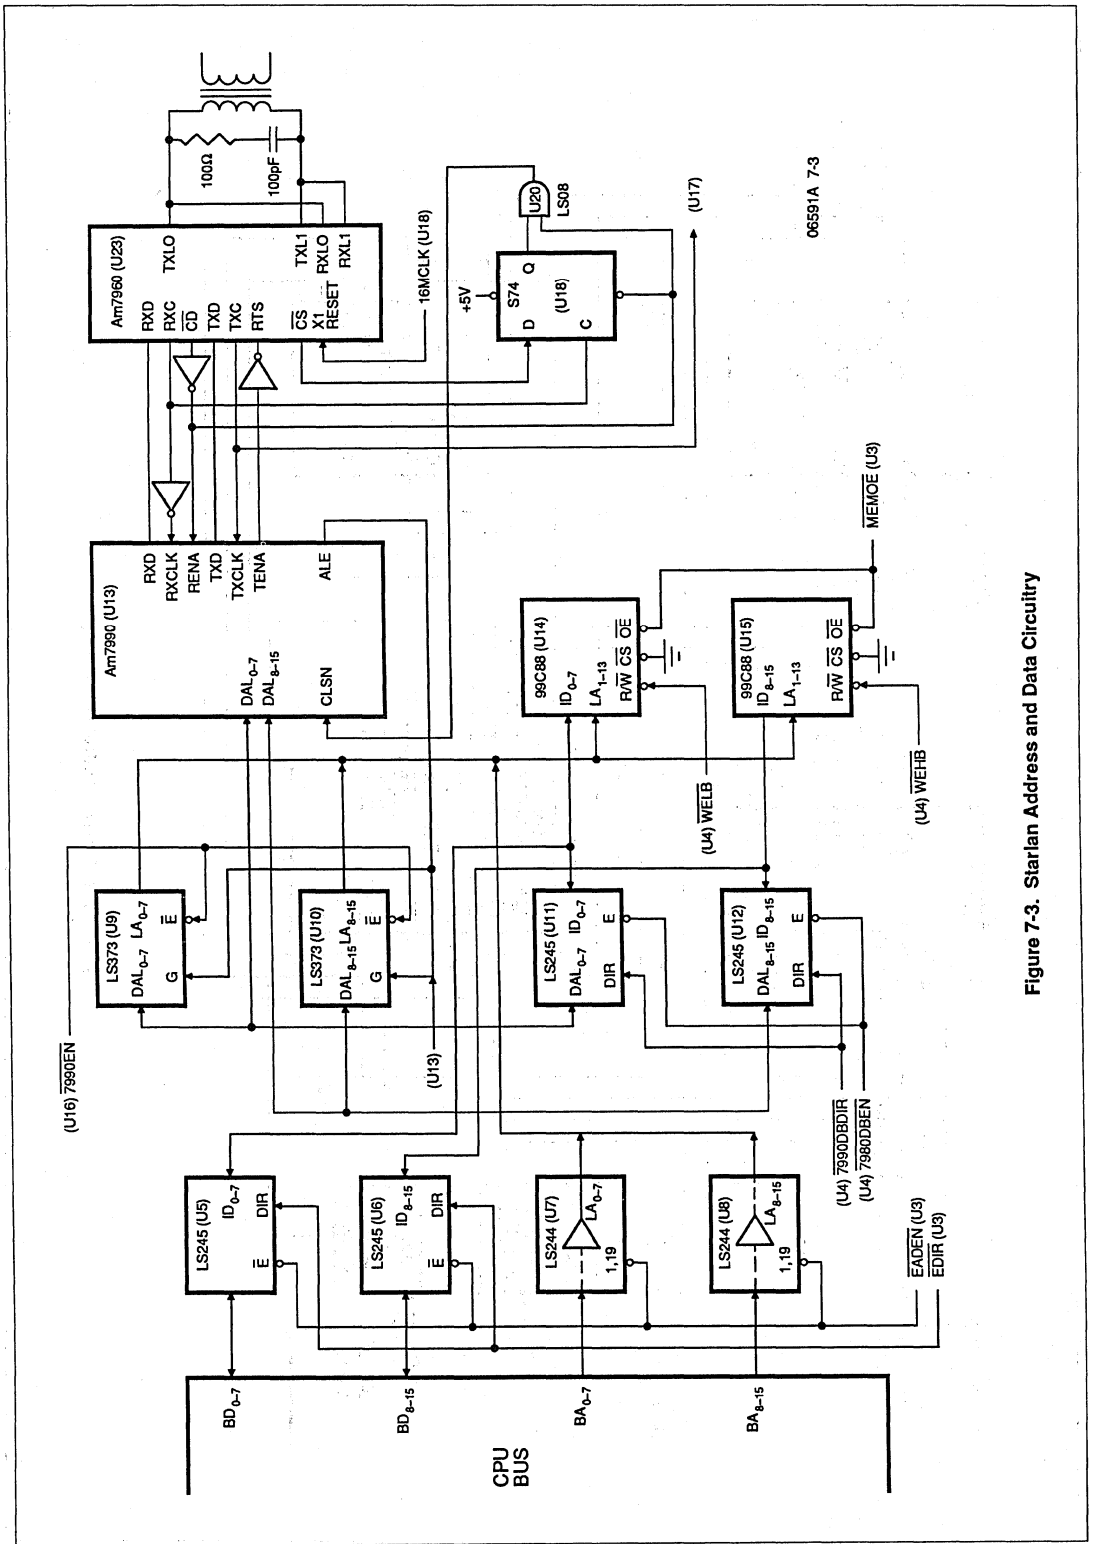 CPU
BUS
BD0–7
BD8–15
BA0–7
BA8–15
LS245 (U5)
ID0–7
E
DIR
LS245 (U6)
ID8–15
E
DIR
LS244 (U7)
LA0–7
1,19
LS244 (U8)
LA8–15
1,19
EADEN (U3)
EDIR (U3)
(U16) 7990EN
LS373 (U9)
DAL0–7 LA0–7
G
E
LS373 (U10)
DAL8–15 LA8–15
G
E
(U13)
LS245 (U11)
DAL0–7 ID0–7
DIR
E
LS245 (U12)
DAL8–15 ID8–15
DIR
E
(U4) 7990DBDIR
(U4) 7980DBEN
Am7990 (U13)
DAL0–7
DAL8–15
CLSN
RXD
RXCLK
RENA
TXD
TXCLK
TENA
ALE
99C88 (U14)
ID0–7
LA1–13
R/W CS OE
(U4) WELB
99C88 (U15)
ID8–15
LA1–13
R/W CS OE
(U4) WEHB
MEMOE (U3)
Am7960 (U23)
RXD
RXC
CD
TXD
TXC
RTS
CS
X1
RESET
TXLO
TXL1
RXLO
RXL1
100Ω
100pF
16MCLK (U18)
+5V
S74
D
Q
(U18)
C
U20
LS08
(U17)
06591A 7-3
Figure 7-3. Starlan Address and Data Circuitry